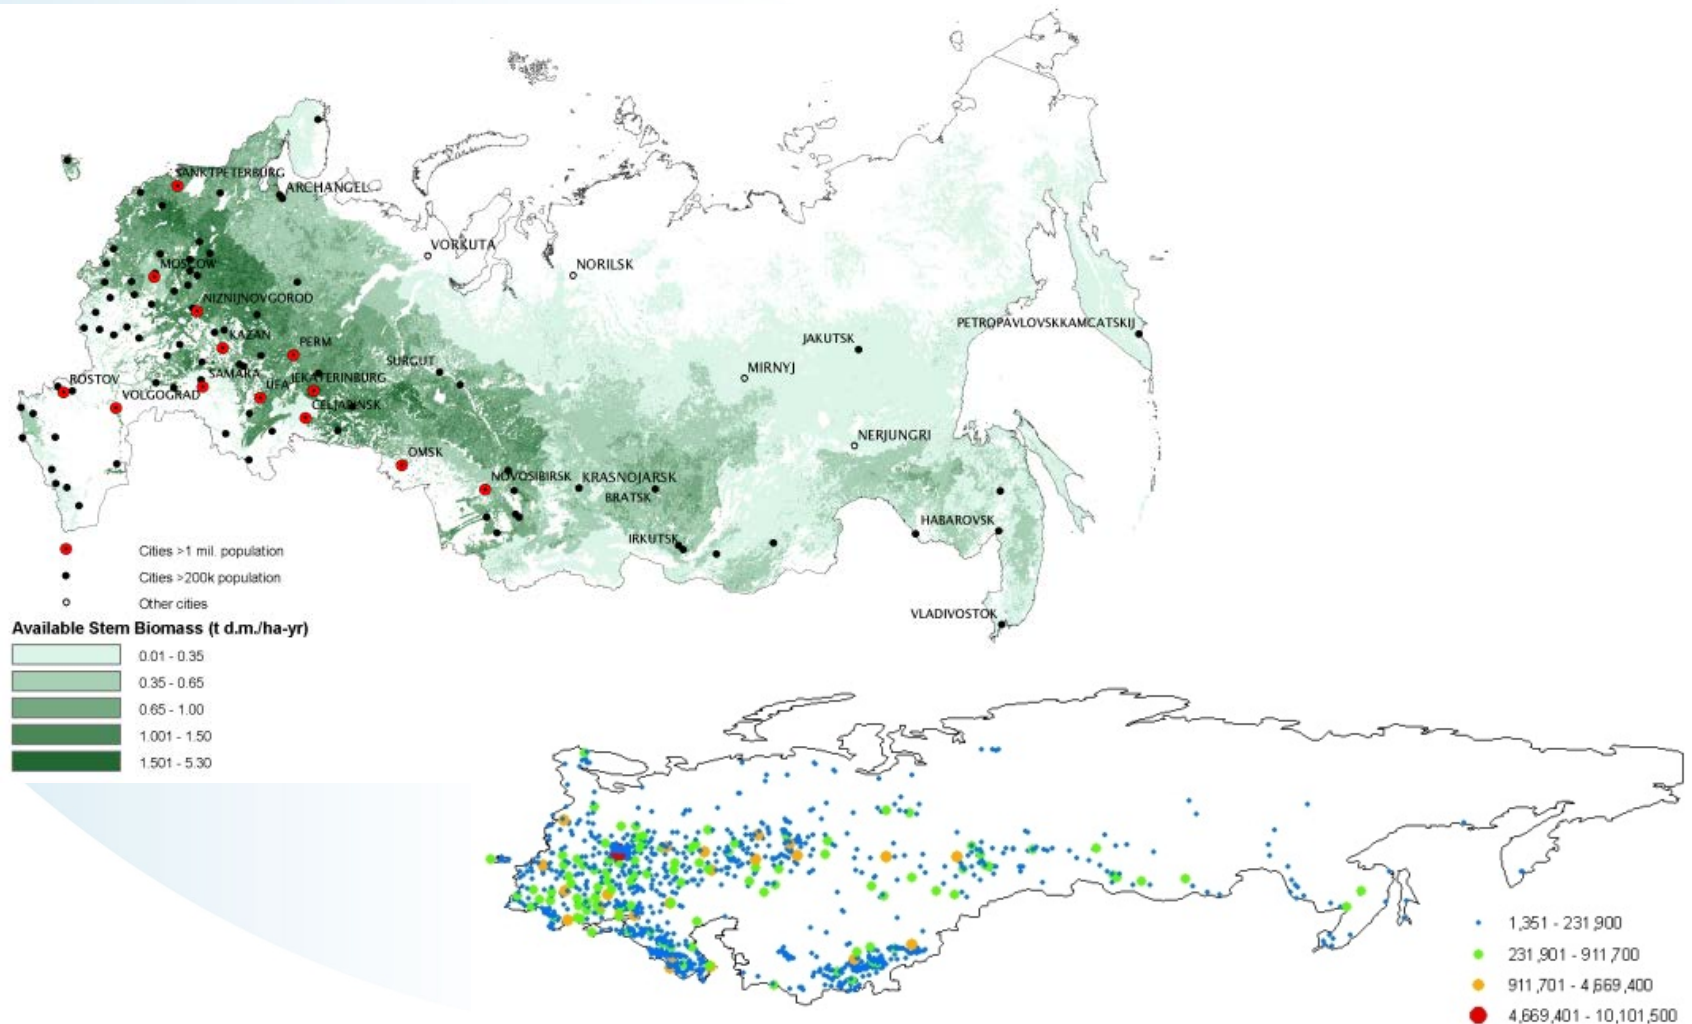 SANKTPETERBURG
ARCHANGEL
VORKUTA
NORILSK
MOSCOW
NIZNIJNOVGOROD
PETROPAVLOVSKKAMCATSKIJ
KAZAN
PERM
JAKUTSK
SURGUT
MIRNYJ
ROSTOV
SAMARA
UFA
JEKATERINBURG
VOLGOGRAD
CELJABINSK
NERJUNGRI
OMSK
NOVOSIBIRSK
KRASNOJARSK
BRATSK
HABAROVSK
IRKUTSK
VLADIVOSTOK
Cities >1 mil. population
Cities >200k population
Other cities
Available Stem Biomass (t d.m./ha-yr)
0.01 - 0.35
0.35 - 0.65
0.65 - 1.00
1.001 - 1.50
1.501 - 5.30
1,351 - 231,900
231,901 - 911,700
911,701 - 4,669,400
4,669,401 - 10,101,500